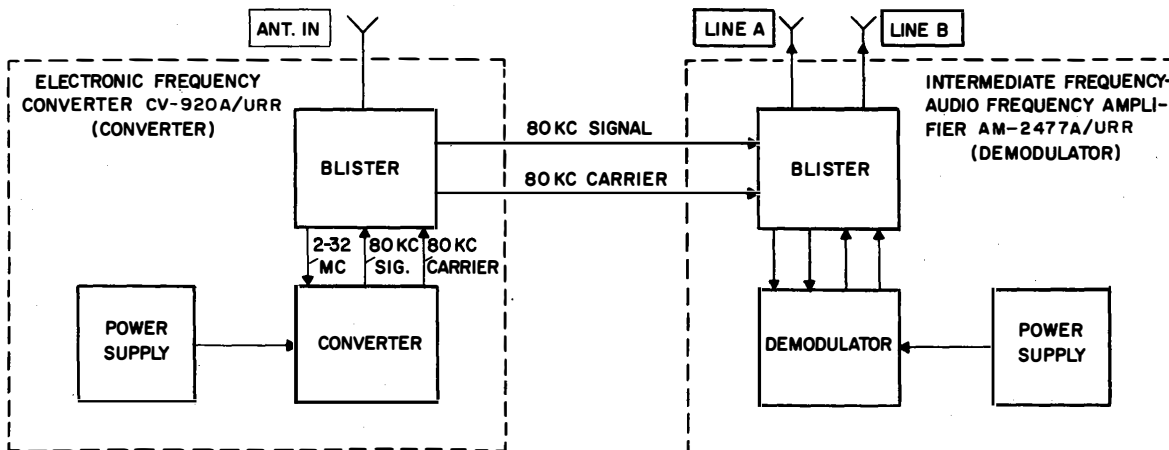 ANT. IN
LINE A
LINE B
ELECTRONIC FREQUENCY
CONVERTER CV-920A/URR
(CONVERTER)
INTERMEDIATE FREQUENCY-
AUDIO FREQUENCY AMPLI-
FIER AM-2477A/URR
(DEMODULATOR)
BLISTER
80 KC SIGNAL
80 KC CARRIER
BLISTER
2-32
MC
80 KC
SIG.
80 KC
CARRIER
POWER
SUPPLY
CONVERTER
DEMODULATOR
POWER
SUPPLY